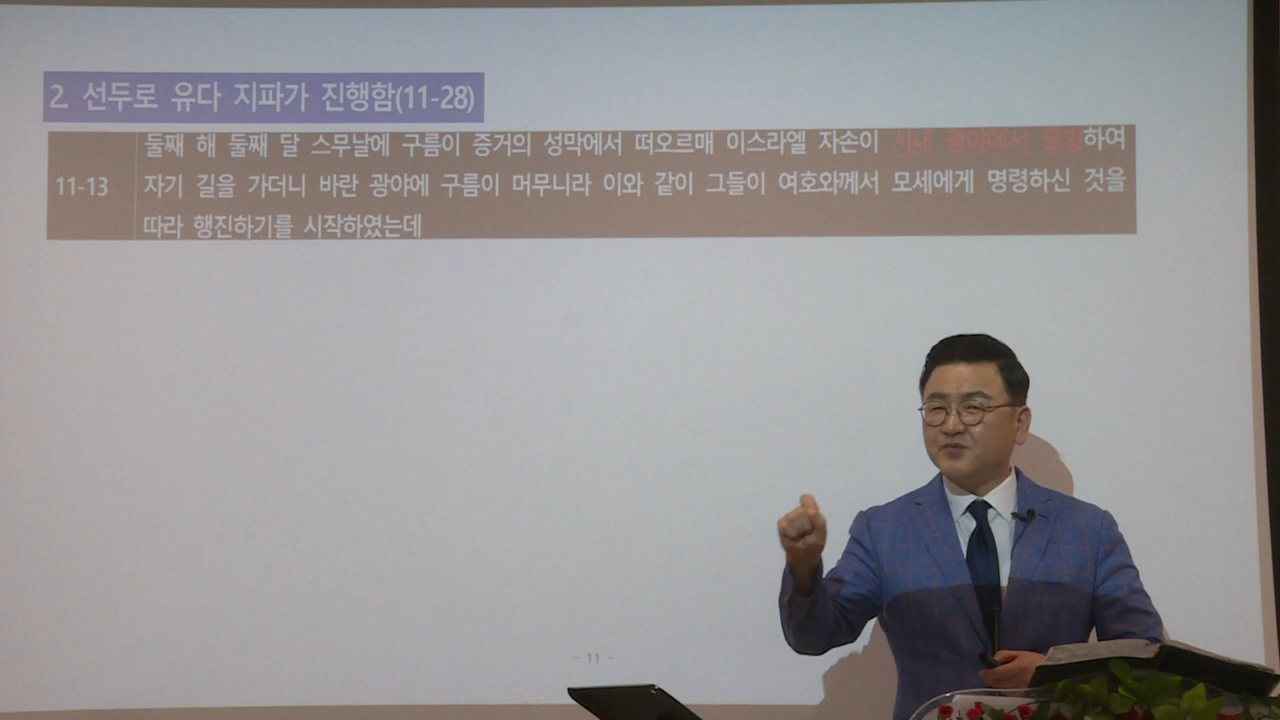 2. 선두로 유다 지파가 진행함(11-28)
둘째 해 둘째 달 스무날에 구름이 증거의 성막에서 떠오르매 이스라엘 자손이 시내 광야에서 출발하여
11-13 자기 길을 가더니 바란 광야에 구름이 머무니라 이와 같이 그들이 여호와께서 모세에게 명령하신 것을
따라 행진하기를 시작하였는데
- 11 -